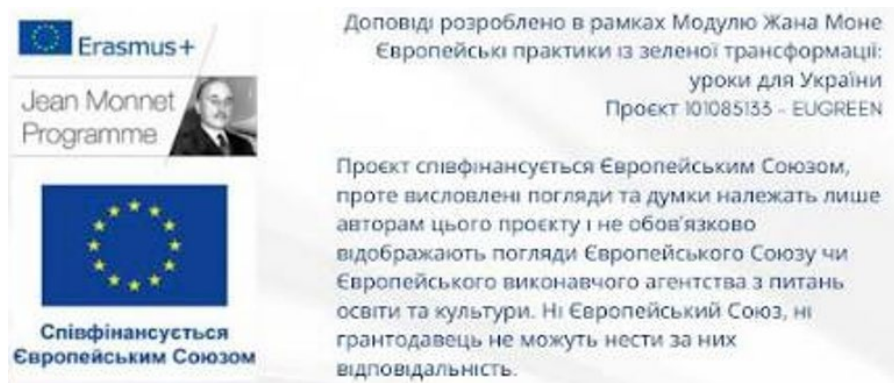 Erasmus+
Jean Monnet
Programme
Співфінансується
Європейським Союзом
Доповіді розроблено в рамках Модулю Жана Моне
Європейські практики із зеленої трансформації:
уроки для України
Проєкт 101085133 – EUGREEN
Проєкт співфінансується Європейським Союзом,
проте висловлені погляди та думки належать лише
авторам цього проєкту і не обов'язково
відображають погляди Європейського Союзу чи
Європейського виконавчого агентства з питань
освіти та культури. Ні Європейський Союз, ні
грантодавець не можуть нести за них
відповідальність.